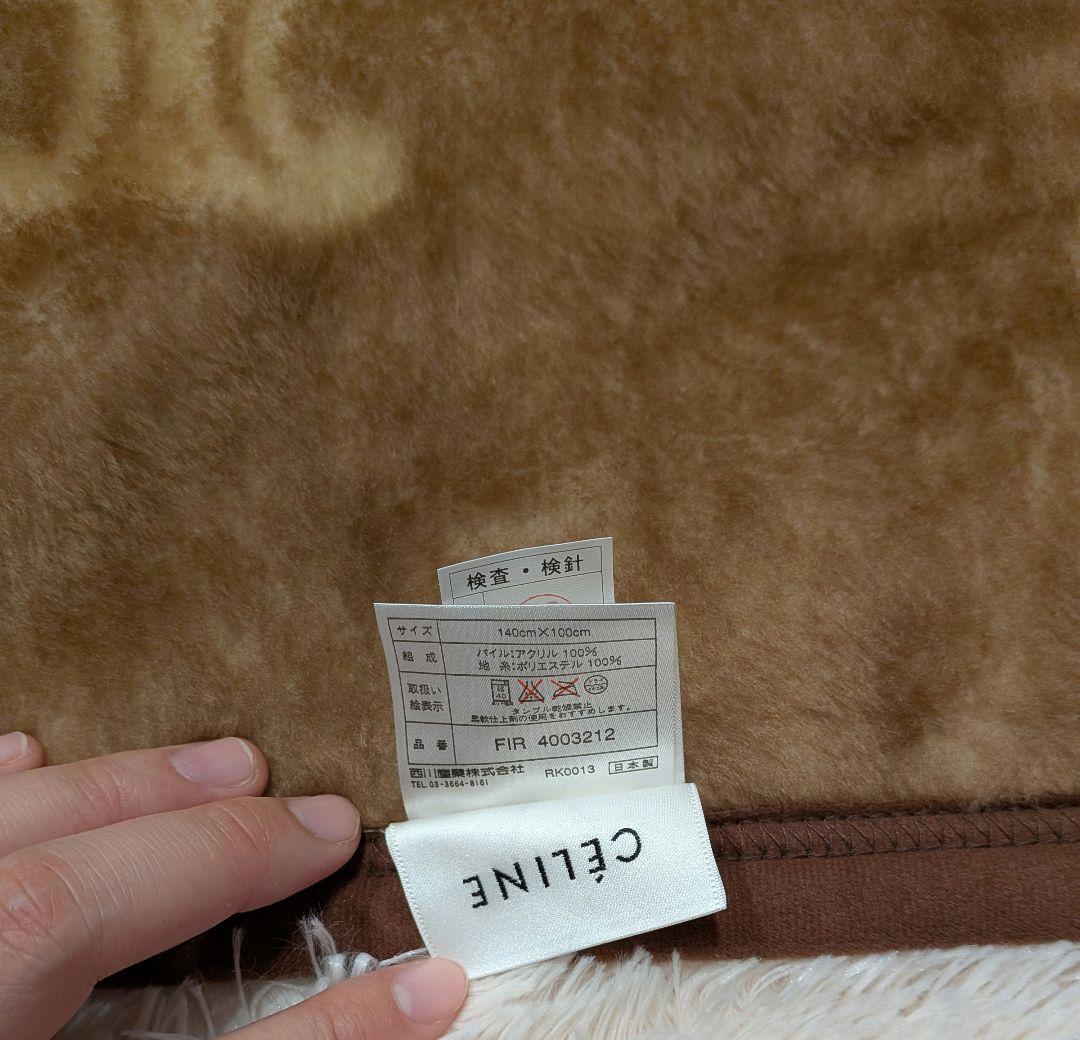 検査・検針
サイズ 140cm×100cm
組成 パイル:アクリル 100%
地 糸:ポリエステル 100%
取扱い
絵表示
40
タンブル乾燥禁止
柔軟仕上剤の使用をおすすめします。
品番 FIR 4003212
西川産業株式会社 RK0013 日本製
TEL.03-3664-8161
CÉLINE